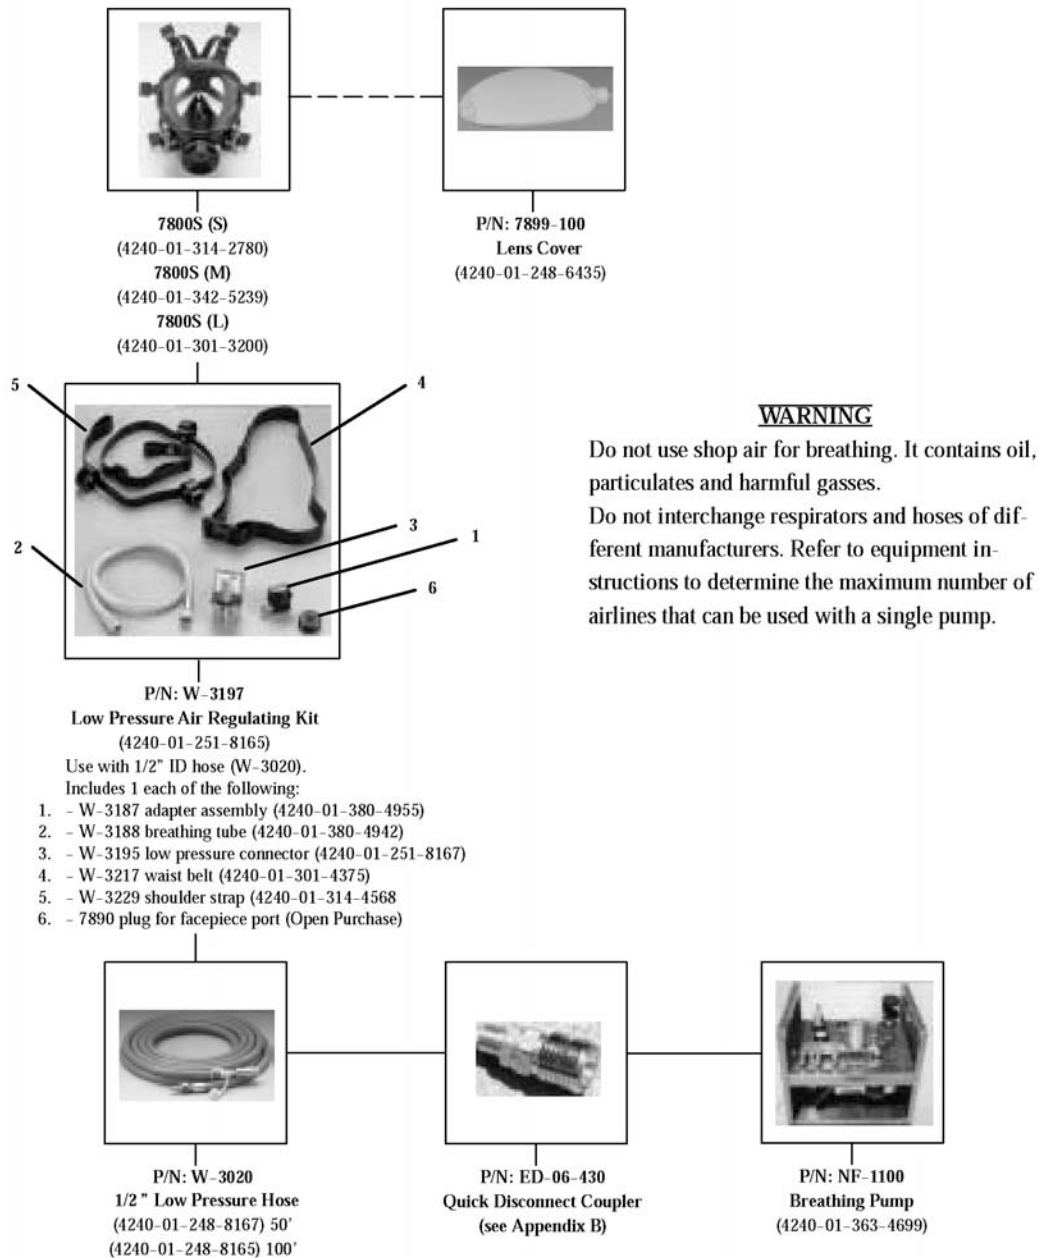 7800S (S)
(4240-01-314-2780)
7800S (M)
(4240-01-342-5239)
7800S (L)
(4240-01-301-3200)
P/N: 7899-100
Lens Cover
(4240-01-248-6435)
5
4
3
1
2
6
WARNING
Do not use shop air for breathing. It contains oil,
particulates and harmful gasses.
Do not interchange respirators and hoses of dif-
ferent manufacturers. Refer to equipment in-
structions to determine the maximum number of
airlines that can be used with a single pump.
P/N: W-3197
Low Pressure Air Regulating Kit
(4240-01-251-8165)
Use with 1/2" ID hose (W-3020).
Includes 1 each of the following:
1. - W-3187 adapter assembly (4240-01-380-4955)
2. - W-3188 breathing tube (4240-01-380-4942)
3. - W-3195 low pressure connector (4240-01-251-8167)
4. - W-3217 waist belt (4240-01-301-4375)
5. - W-3229 shoulder strap (4240-01-314-4568
6. - 7890 plug for facepiece port (Open Purchase)
P/N: W-3020
1/2 " Low Pressure Hose
(4240-01-248-8167) 50'
(4240-01-248-8165) 100'
P/N: ED-06-430
Quick Disconnect Coupler
(see Appendix B)
P/N: NF-1100
Breathing Pump
(4240-01-363-4699)